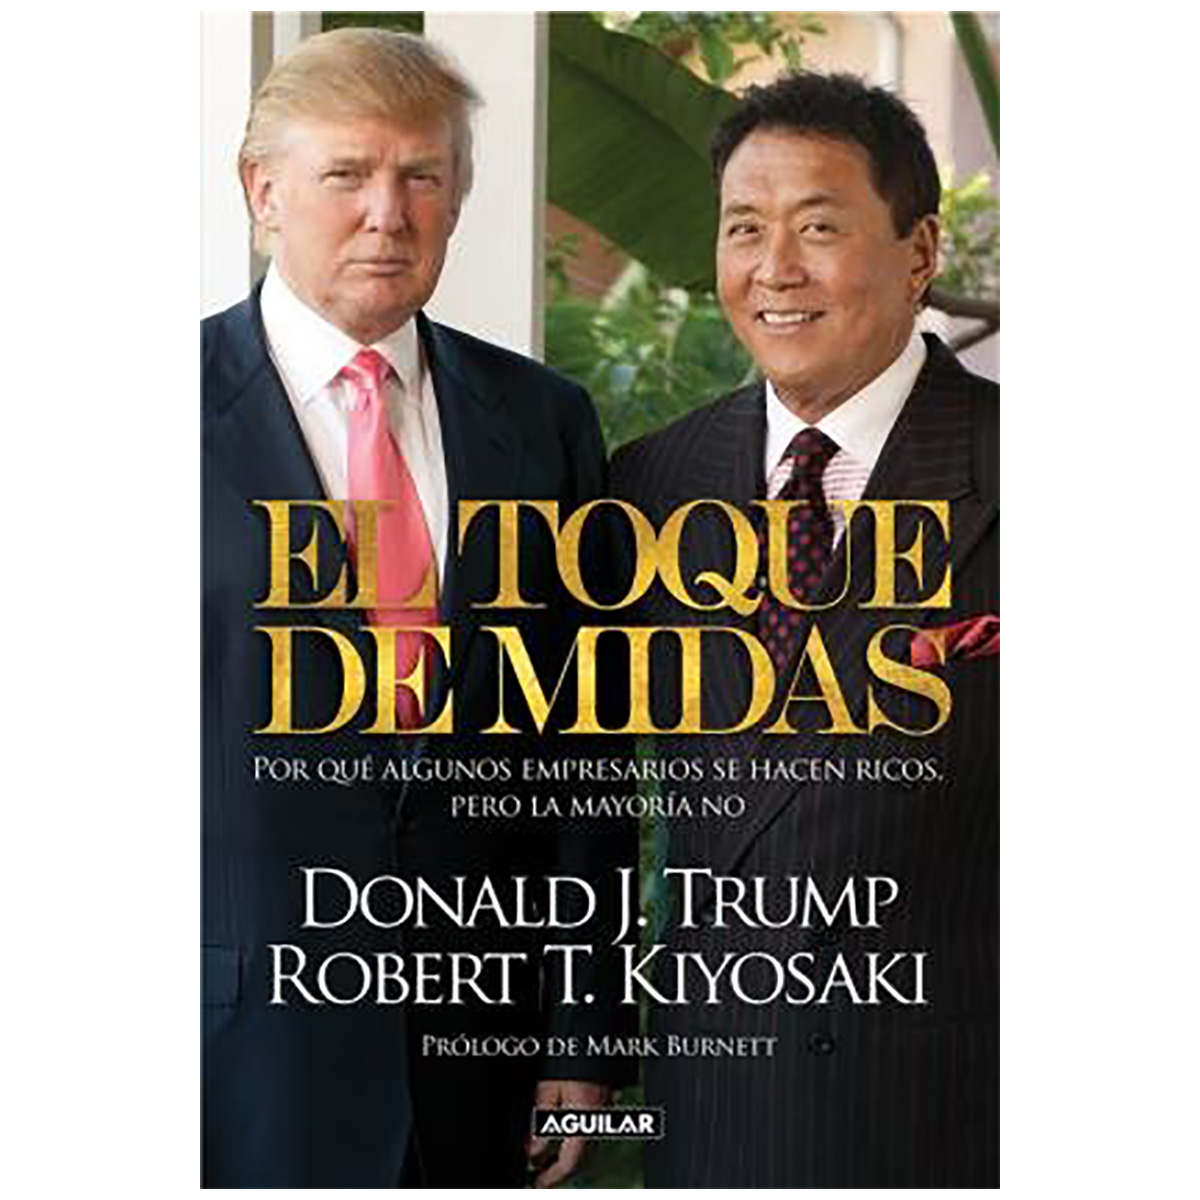 EL TOQUE
DE MIDAS
POR QUÉ ALGUNOS EMPRESARIOS SE HACEN RICOS,
PERO LA MAYORÍA NO
DONALD J. TRUMP
ROBERT T. KIYOSAKI
PRÓLOGO DE MARK BURNETT
AGUILAR